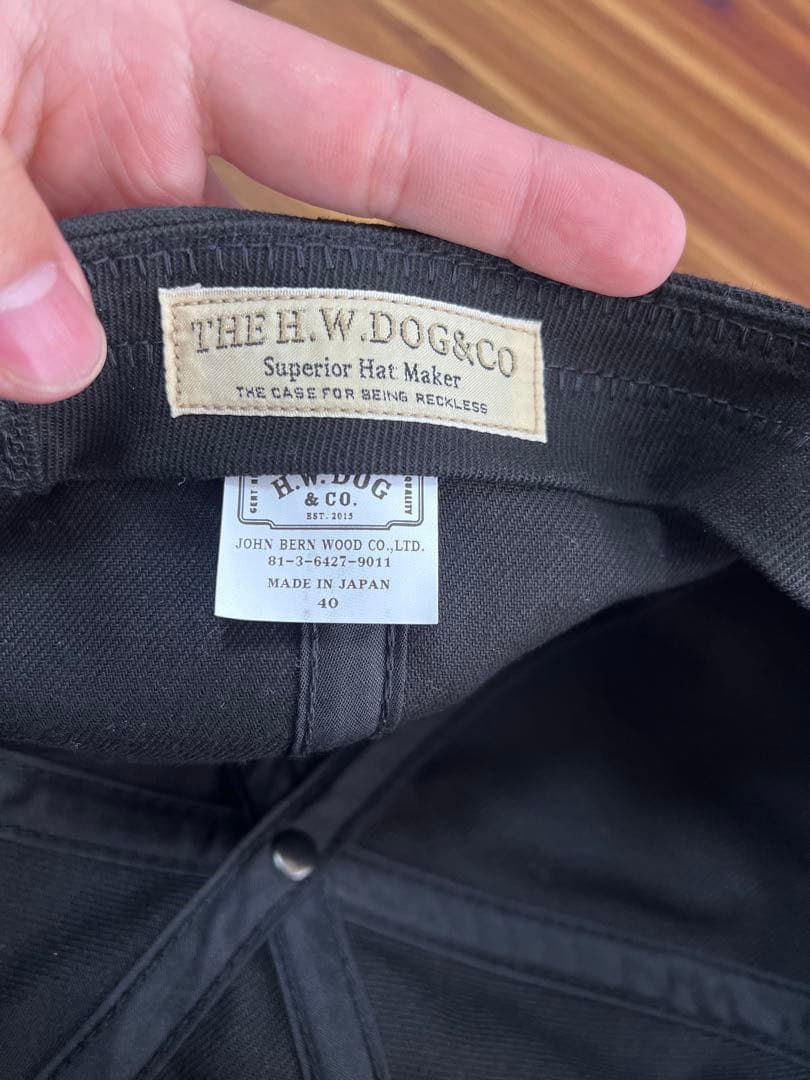 THE H.W.DOG&CO
Superior Hat Maker
THE CASE FOR BEING RECKLESS
H.W.DOG
& CO.
EST. 2015
QUALITY
JOHN BERN WOOD CO.,LTD.
81-3-6427-9011
MADE IN JAPAN
40